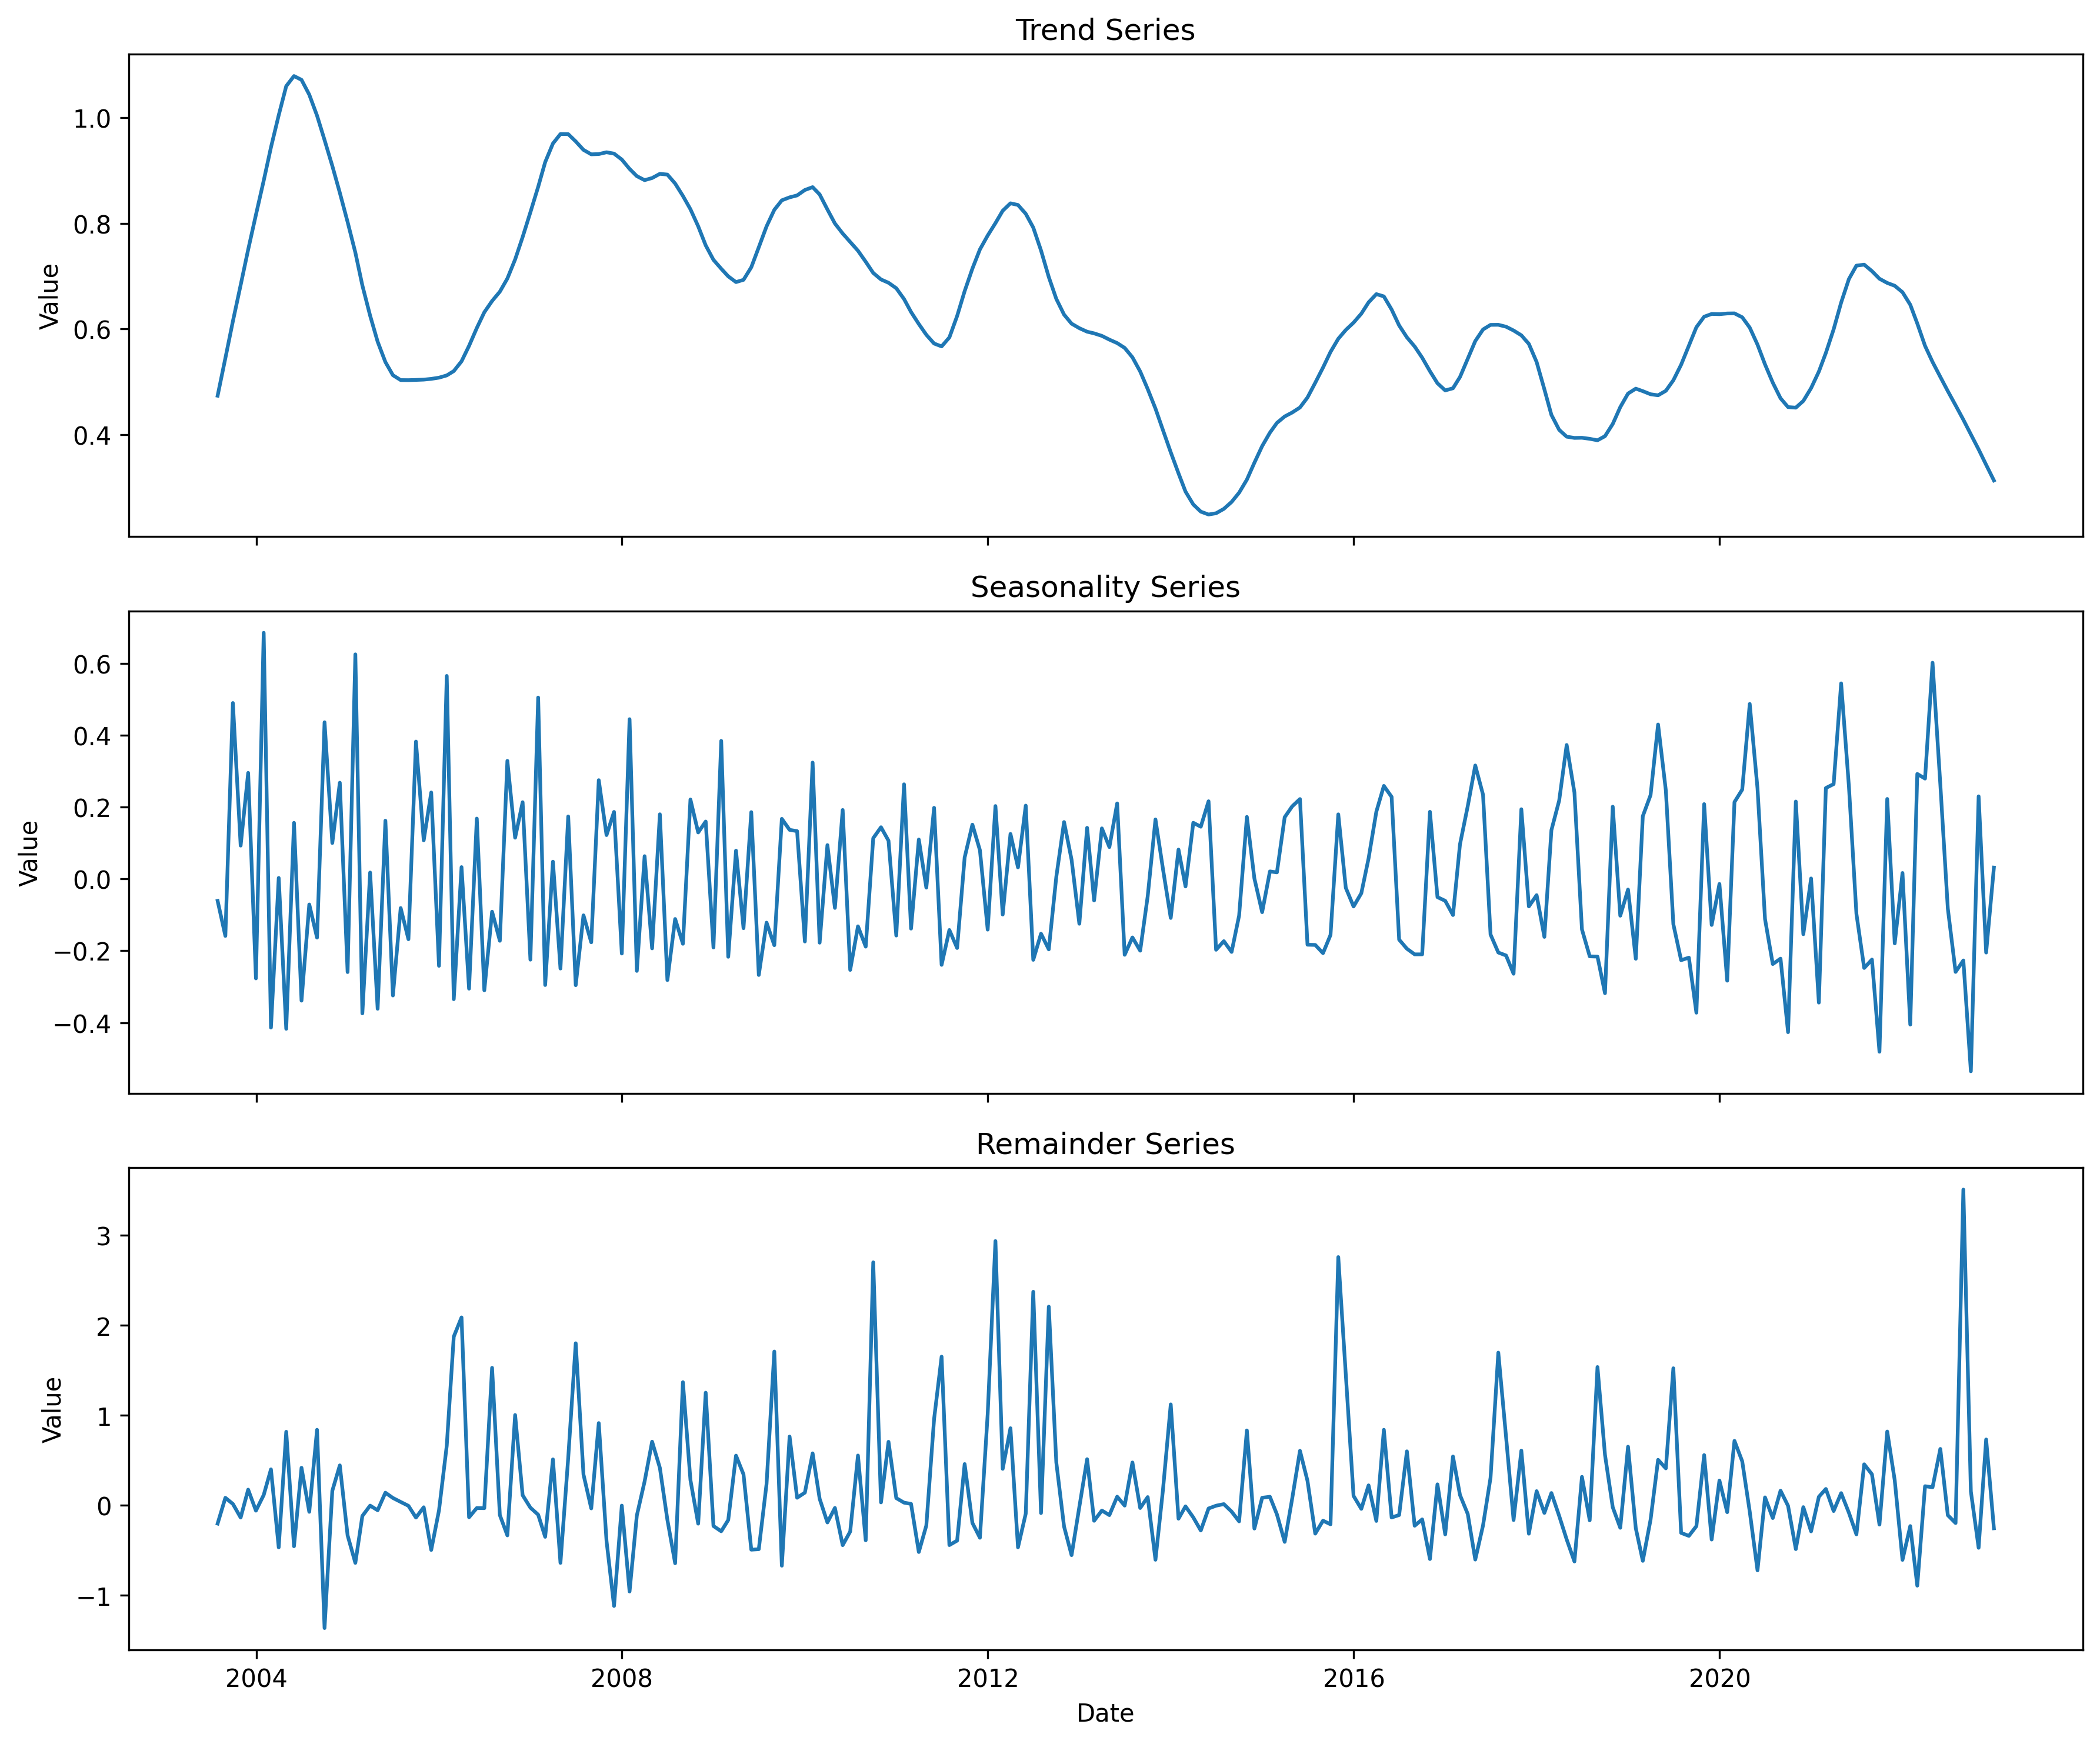 Trend Series
Value
1.0
0.8
0.6
0.4
Seasonality Series
Value
0.6
0.4
0.2
0.0
−0.2
−0.4
Remainder Series
Value
3
2
1
0
−1
2004 2008 2012 2016 2020
Date